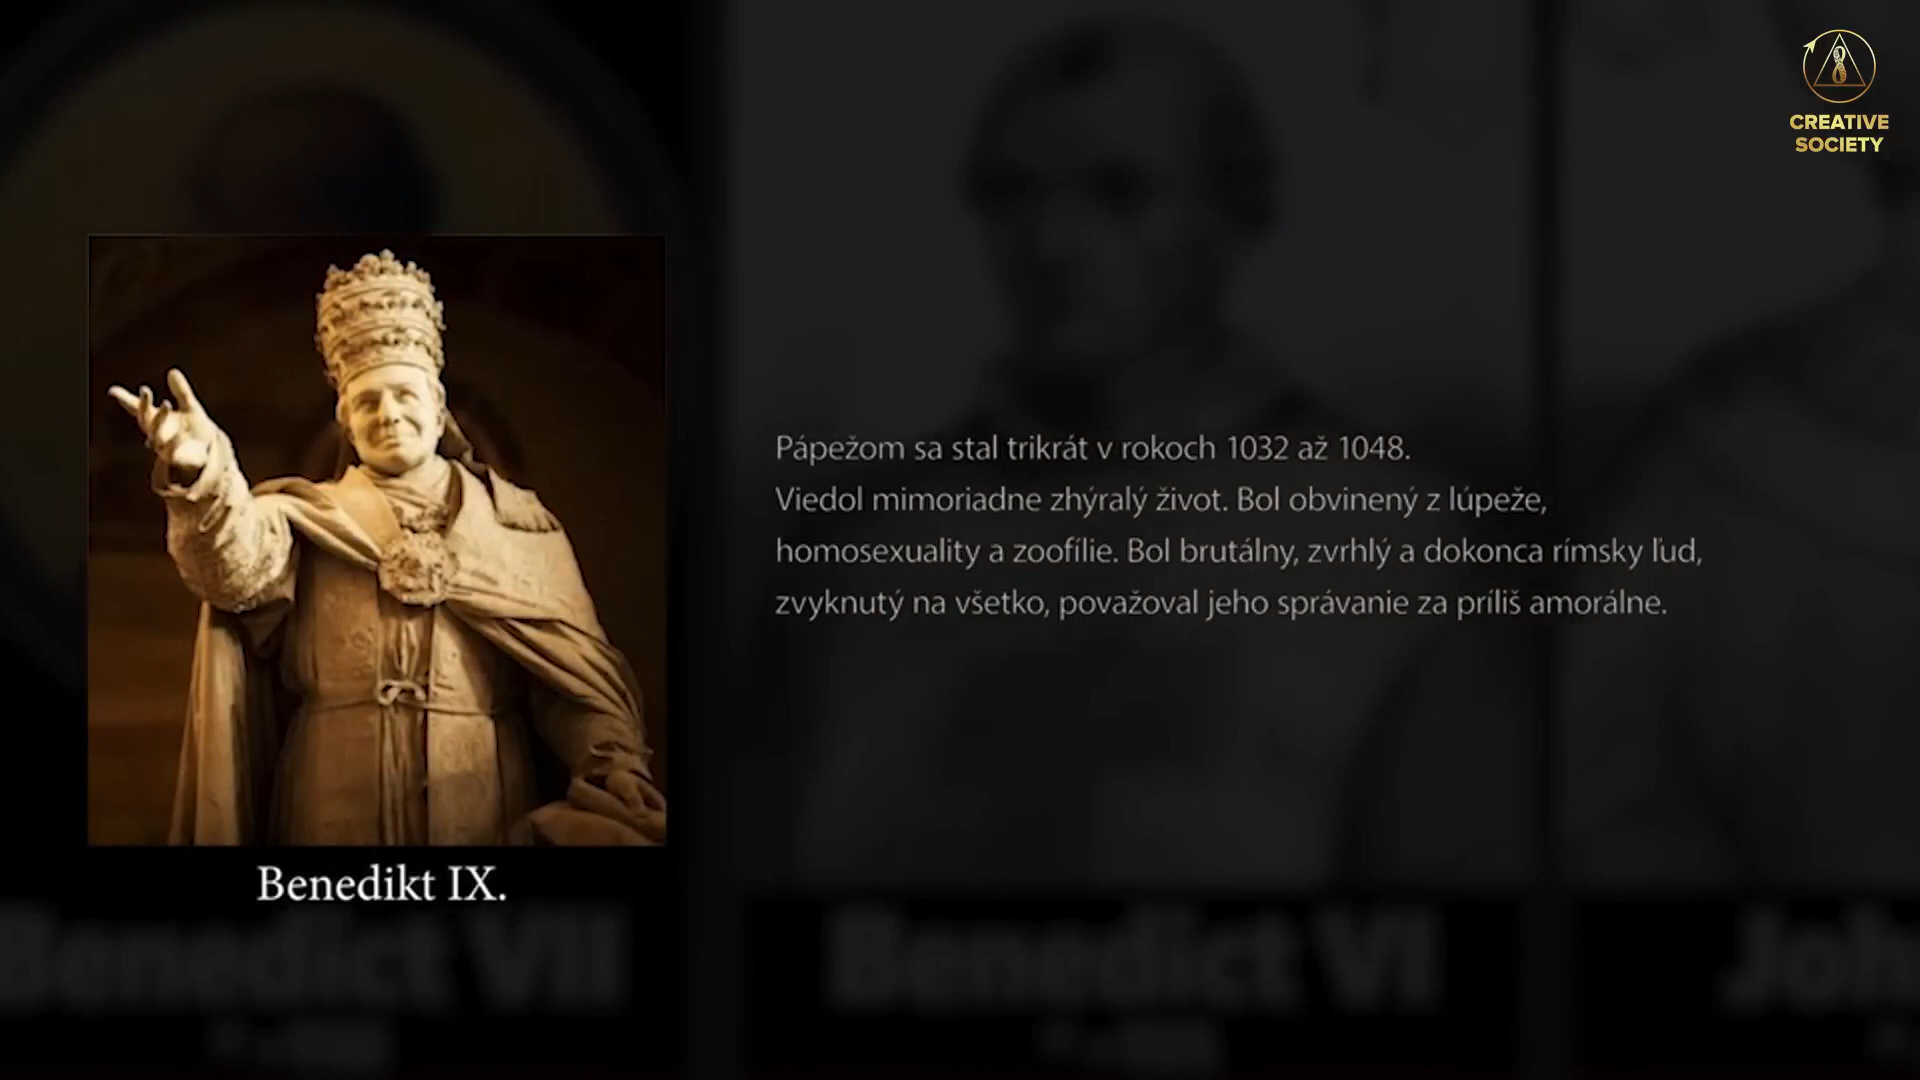 CREATIVE
SOCIETY
Pápežom sa stal trikrát v rokoch 1032 až 1048.
Viedol mimoriadne zhýralý život. Bol obvinený z lúpeže,
homosexuality a zoofílie. Bol brutálny, zvrhlý a dokonca rímsky ľud,
zvyknutý na všetko, považoval jeho správanie za príliš amorálne.
Benedikt IX.
Benedict VII
Benedict VI